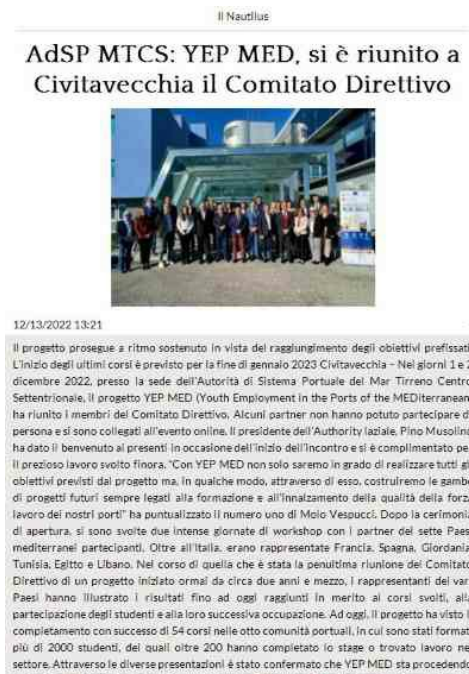 Il Nautilus
AdSP MTCS: YEP MED, si è riunito a
Civitavecchia il Comitato Direttivo
12/13/2022 13:21
Il progetto prosegue a ritmo sostenuto in vista del raggiungimento degli obiettivi prefissati
L'inizio degli ultimi corsi è previsto per la fine di gennaio 2023 Civitavecchia – Nei giorni 1 e 2
dicembre 2022, presso la sede dell'Autorità di Sistema Portuale del Mar Tirreno Centro
Settentrionale, il progetto YEP MED (Youth Employment in the Ports of the MEDiterranean
ha riunito i membri del Comitato Direttivo. Alcuni partner non hanno potuto partecipare di
persona e si sono collegati all'evento online. Il presidente dell'Authority laziale, Pino Musolino
ha dato il benvenuto ai presenti in occasione dell'inizio dell'incontro e si è complimentato pe
il prezioso lavoro svolto finora. "Con YEP MED non solo saremo in grado di realizzare tutti gl
obiettivi previsti dal progetto ma, in qualche modo, attraverso di esso, costruiremo le gambe
di progetti futuri sempre legati alla formazione e all'innalzamento della qualità della forza
lavoro dei nostri porti" ha puntualizzato il numero uno di Molo Vespucci. Dopo la cerimonia
di apertura, si sono svolte due intense giornate di workshop con i partner dei sette Paes
mediterranei partecipanti. Oltre all'Italia, erano rappresentate Francia, Spagna, Giordania
Tunisia, Egitto e Libano. Nel corso di quella che è stata la penultima riunione del Comitato
Direttivo di un progetto iniziato ormai da circa due anni e mezzo, i rappresentanti dei vari
Paesi hanno illustrato i risultati fino ad oggi raggiunti in merito ai corsi svolti, alla
partecipazione degli studenti e alla loro successiva occupazione. Ad oggi, il progetto ha visto i
completamento con successo di 54 corsi nelle otto comunità portuali, in cui sono stati format
più di 2000 studenti, dei quali oltre 200 hanno completato lo stage o trovato lavoro ne
settore. Attraverso le diverse presentazioni è stato confermato che YEP MED sta procedendo